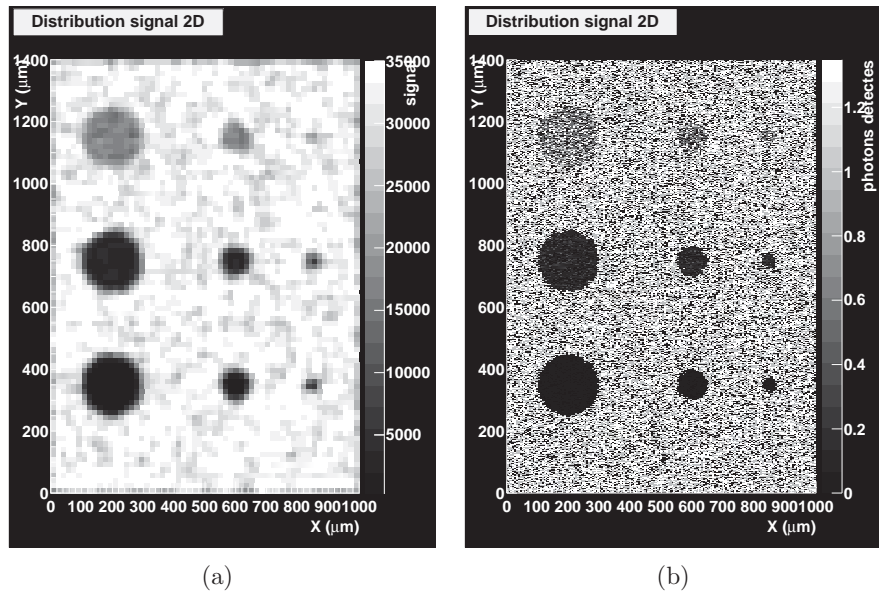 Distribution signal 2D
Y (μm)
1400
1200
1000
800
600
400
200
0
0 100 200 300 400 500 600 700 800 9001000
X (μm)
signal
35000
30000
25000
20000
15000
10000
5000
(a)
Distribution signal 2D
Y (μm)
1400
1200
1000
800
600
400
200
0
0 100 200 300 400 500 600 700 800 9001000
X (μm)
photons detectes
1.2
1
0.8
0.6
0.4
0.2
0
(b)